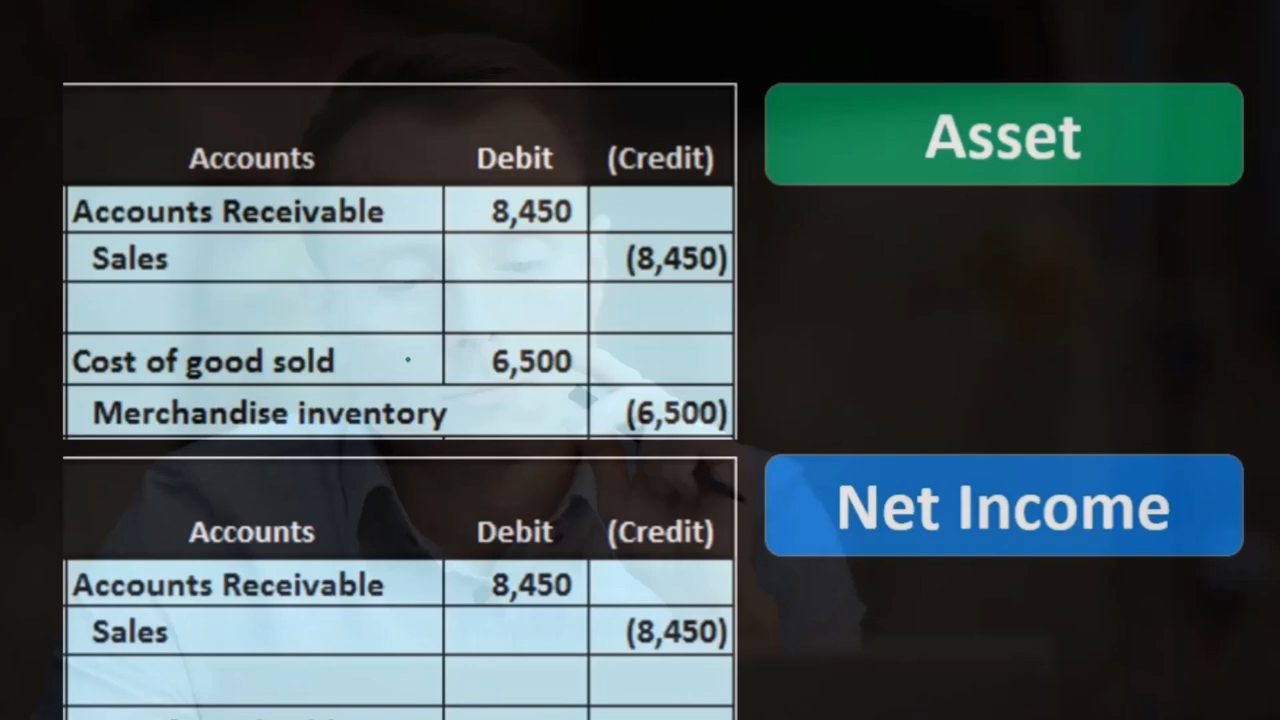 Accounts Debit (Credit)
Accounts Receivable 8,450
Sales (8,450)
Cost of good sold 6,500
Merchandise inventory (6,500)
Asset
Accounts Debit (Credit)
Accounts Receivable 8,450
Sales (8,450)
Net Income